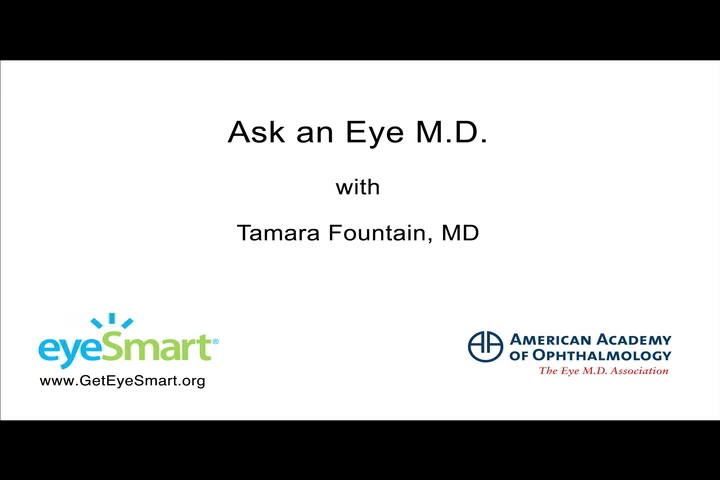 Ask an Eye M.D.
with
Tamara Fountain, MD
eyeSmart®
www.GetEyeSmart.org
AMERICAN ACADEMY
OF OPHTHALMOLOGY
The Eye M.D. Association